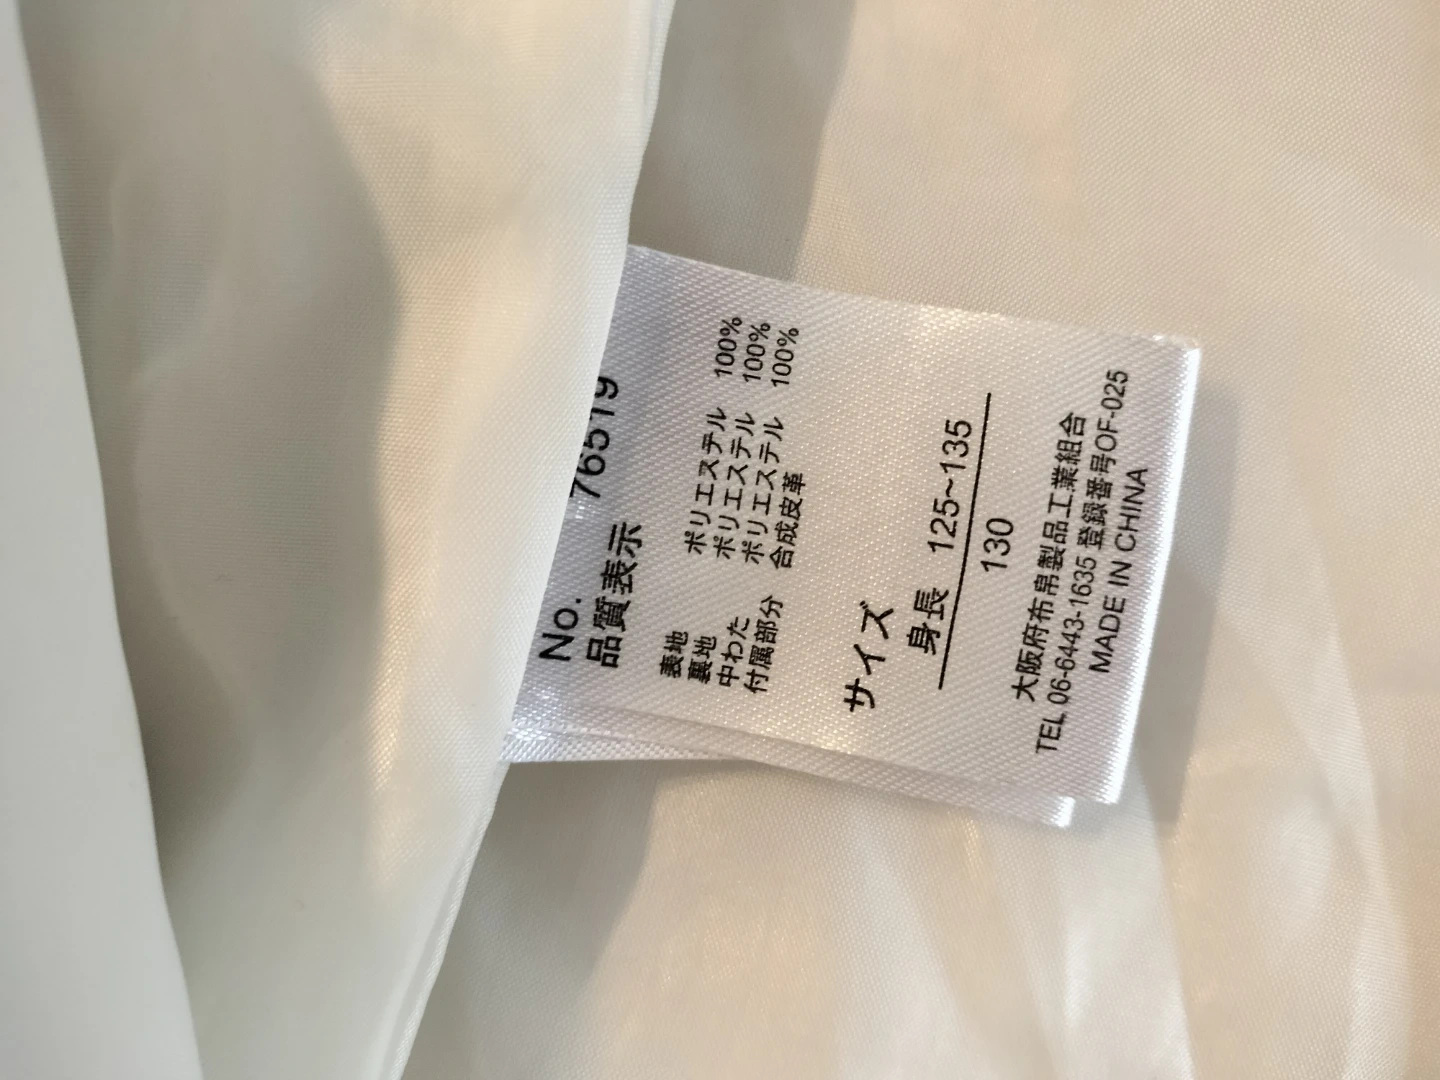 No. 76519
品質表示
表地 ポリエステル 100%
裏地 ポリエステル 100%
中わた ポリエステル 100%
付属部分 合成皮革
サイズ
身長 125~135
130
大阪府布帛製品工業組合
TEL 06-6443-1635 登録番号OF-025
MADE IN CHINA